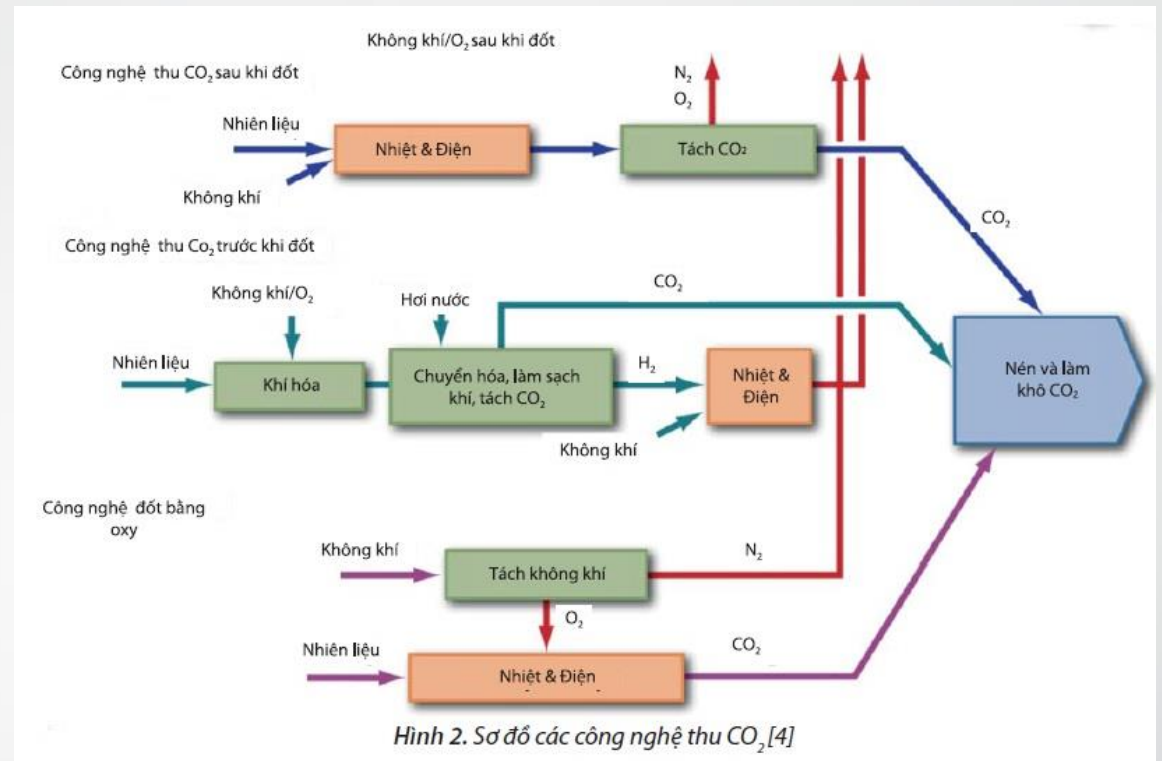 Không khí/O₂ sau khi đốt
Công nghệ thu CO₂ sau khi đốt
N₂
O₂
Nhiên liệu
Nhiệt & Điện
Tách CO₂
Không khí
CO₂
Công nghệ thu Co₂ trước khi đốt
Không khí/O₂
Hơi nước
CO₂
Nhiên liệu
Khí hóa
Chuyển hóa, làm sạch
khí, tách CO₂
H₂
Nhiệt &
Điện
Nén và làm
khô CO₂
Không khí
Công nghệ đốt bằng
oxy
Không khí
Tách không khí
N₂
O₂
Nhiên liệu
Nhiệt & Điện
CO₂
Hình 2. Sơ đồ các công nghệ thu CO₂ [4]